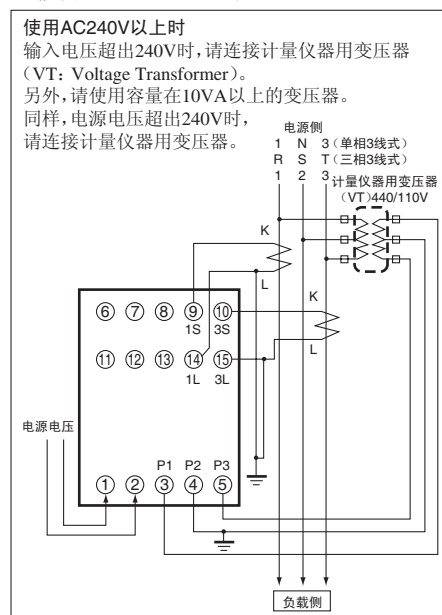 使用AC240V以上时
输入电压超出240V时,请连接计量仪器用变压器
(VT: Voltage Transformer)。
另外,请使用容量在10VA以上的变压器。
同样,电源电压超出240V时,
请连接计量仪器用变压器。
电源侧
1 N 3(单相3线式)
R S T(三相3线式)
1 2 3
计量仪器用变压器
(VT)440/110V
K
L
K
L
⑥ ⑦ ⑧ ⑨ ⑩
1S 3S
⑪ ⑫ ⑬ ⑭ ⑮
1L 3L
电源电压
P1 P2 P3
① ② ③ ④ ⑤
负载侧